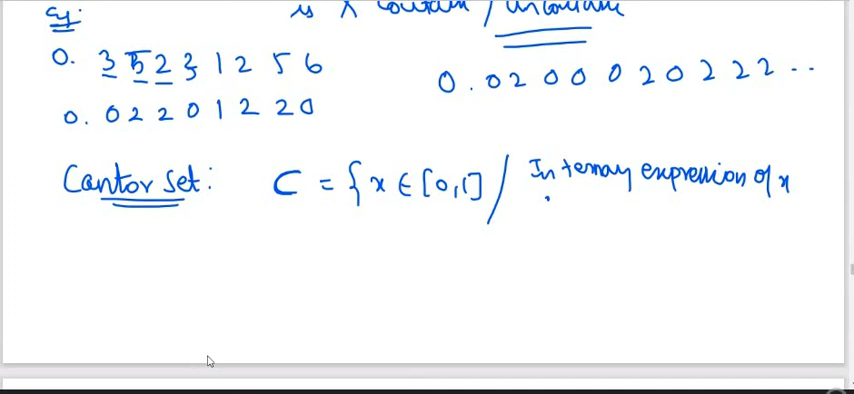 Eg:
is X
0. 3 5 2 3 1 2 5 6
0. 0 2 0 0 0 2 0 2 2 2 ..
0. 0 2 2 0 1 2 2 0
Cantor set: C = { x ∈ [0,1] / In ternary expression of x